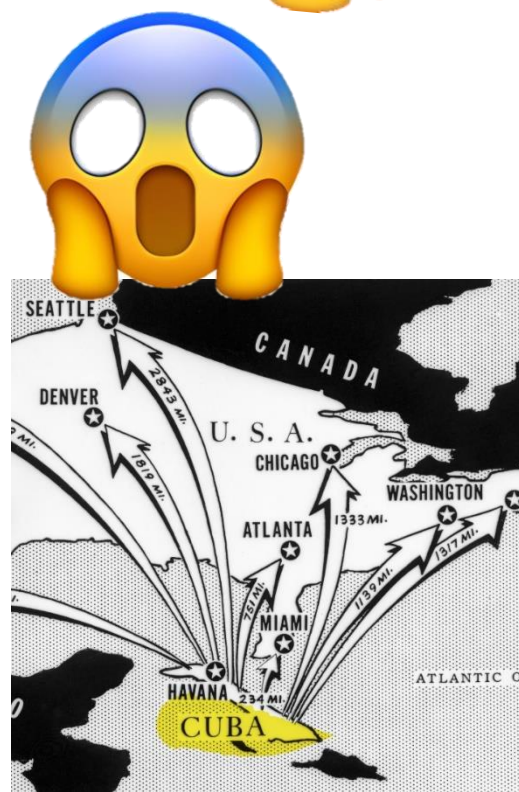 SEATTLE
CANADA
2843 MI.
DENVER
1819 MI.
U. S. A.
CHICAGO
WASHINGTON
1333 MI.
ATLANTA
1139 MI.
1317 MI.
751 MI.
MIAMI
ATLANTIC
HAVANA
234 MI.
CUBA